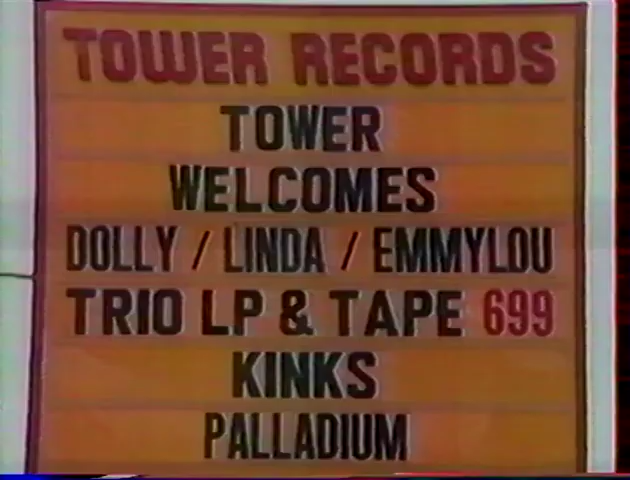 TOWER RECORDS
TOWER
WELCOMES
DOLLY / LINDA / EMMYLOU
TRIO LP & TAPE 699
KINKS
PALLADIUM